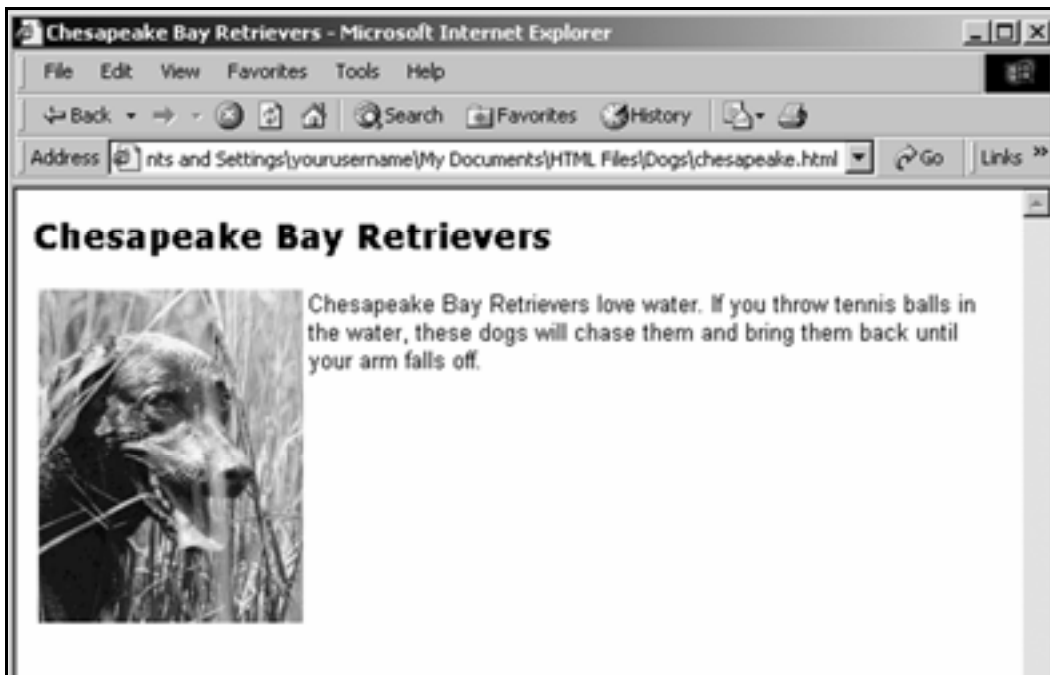 Chesapeake Bay Retrievers - Microsoft Internet Explorer
File Edit View Favorites Tools Help
Back Search Favorites History
Address nts and Settings\yourusername\My Documents\HTML Files\Dogs\chesapeake.html Go Links »
Chesapeake Bay Retrievers
Chesapeake Bay Retrievers love water. If you throw tennis balls in
the water, these dogs will chase them and bring them back until
your arm falls off.